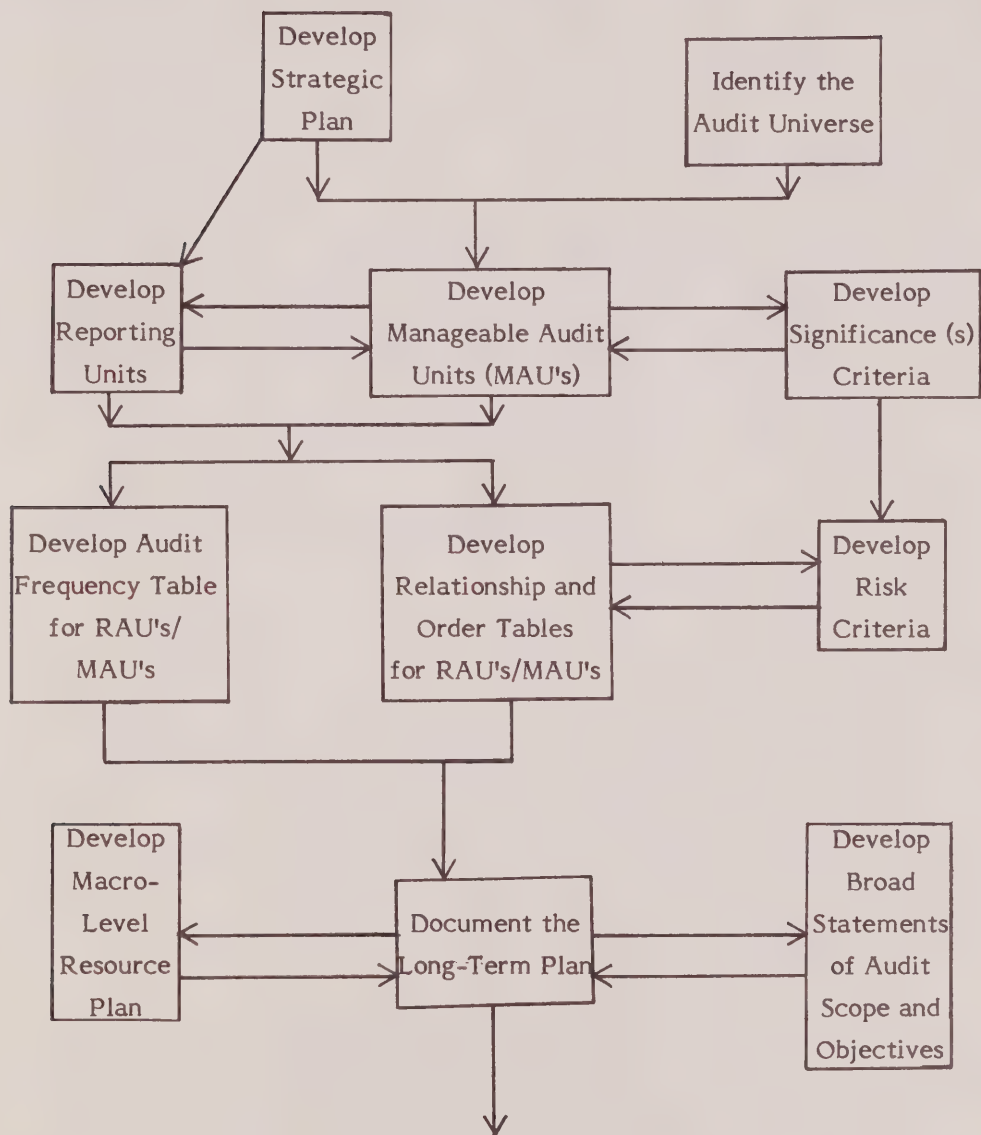 Develop
Strategic
Plan
Identify the
Audit Universe
Develop
Reporting
Units
Develop
Manageable Audit
Units (MAU's)
Develop
Significance (s)
Criteria
Develop Audit
Frequency Table
for RAU's/
MAU's
Develop
Relationship and
Order Tables
for RAU's/MAU's
Develop
Risk
Criteria
Develop
Macro-
Level
Resource
Plan
Document the
Long-Term Plan
Develop
Broad
Statements
of Audit
Scope and
Objectives